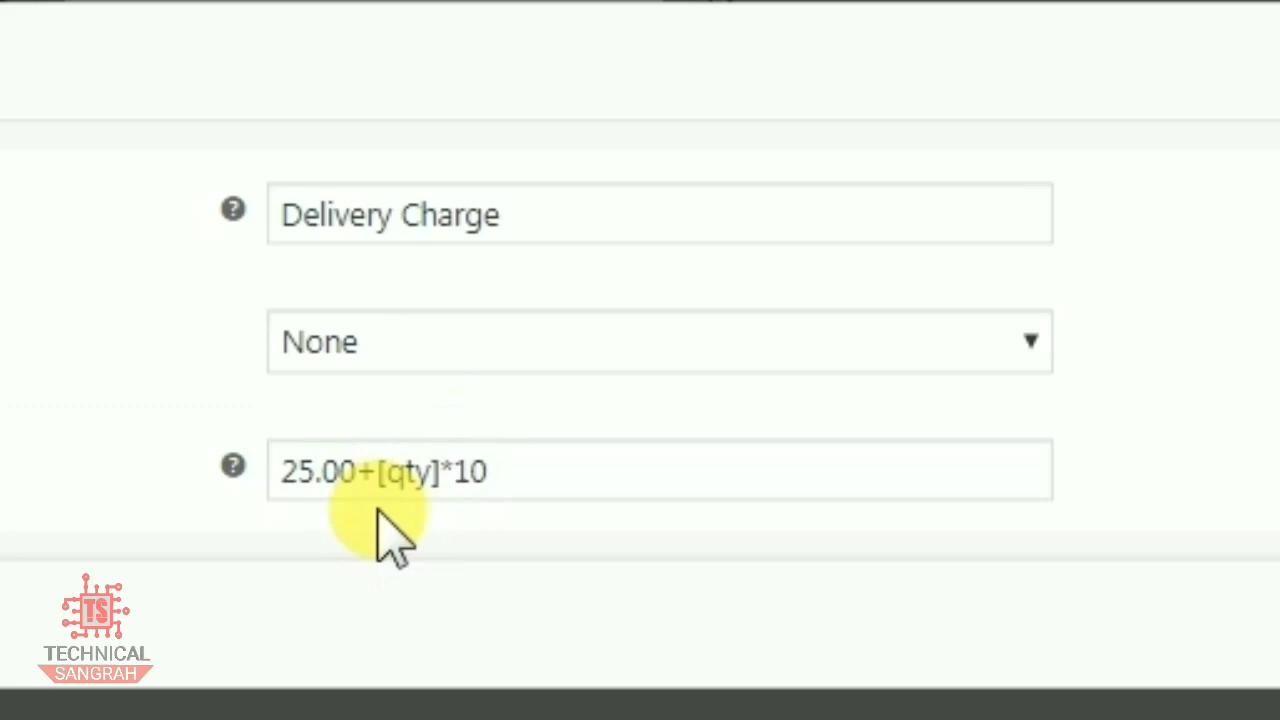 Delivery Charge
None
25.00+[qty]*10
TS
TECHNICAL
SANGRAH